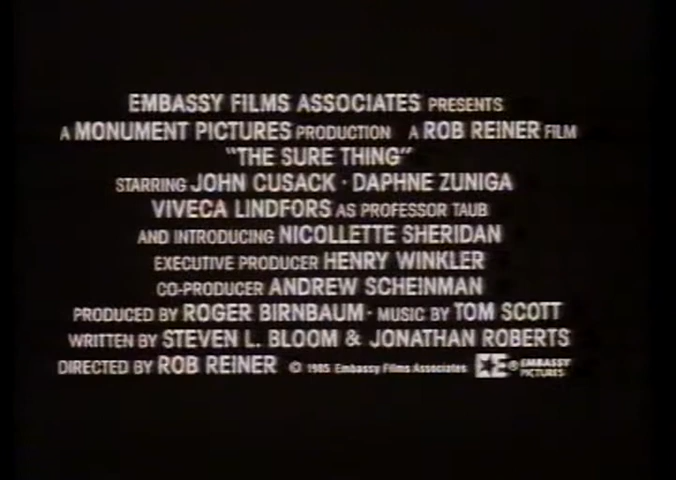 EMBASSY FILMS ASSOCIATES PRESENTS
A MONUMENT PICTURES PRODUCTION A ROB REINER FILM
"THE SURE THING"
STARRING JOHN CUSACK · DAPHNE ZUNIGA
VIVECA LINDFORS AS PROFESSOR TAUB
AND INTRODUCING NICOLLETTE SHERIDAN
EXECUTIVE PRODUCER HENRY WINKLER
CO-PRODUCER ANDREW SCHEINMAN
PRODUCED BY ROGER BIRNBAUM · MUSIC BY TOM SCOTT
WRITTEN BY STEVEN L. BLOOM & JONATHAN ROBERTS
DIRECTED BY ROB REINER © 1985 Embassy Films Associates E ® EMBASSY PICTURES